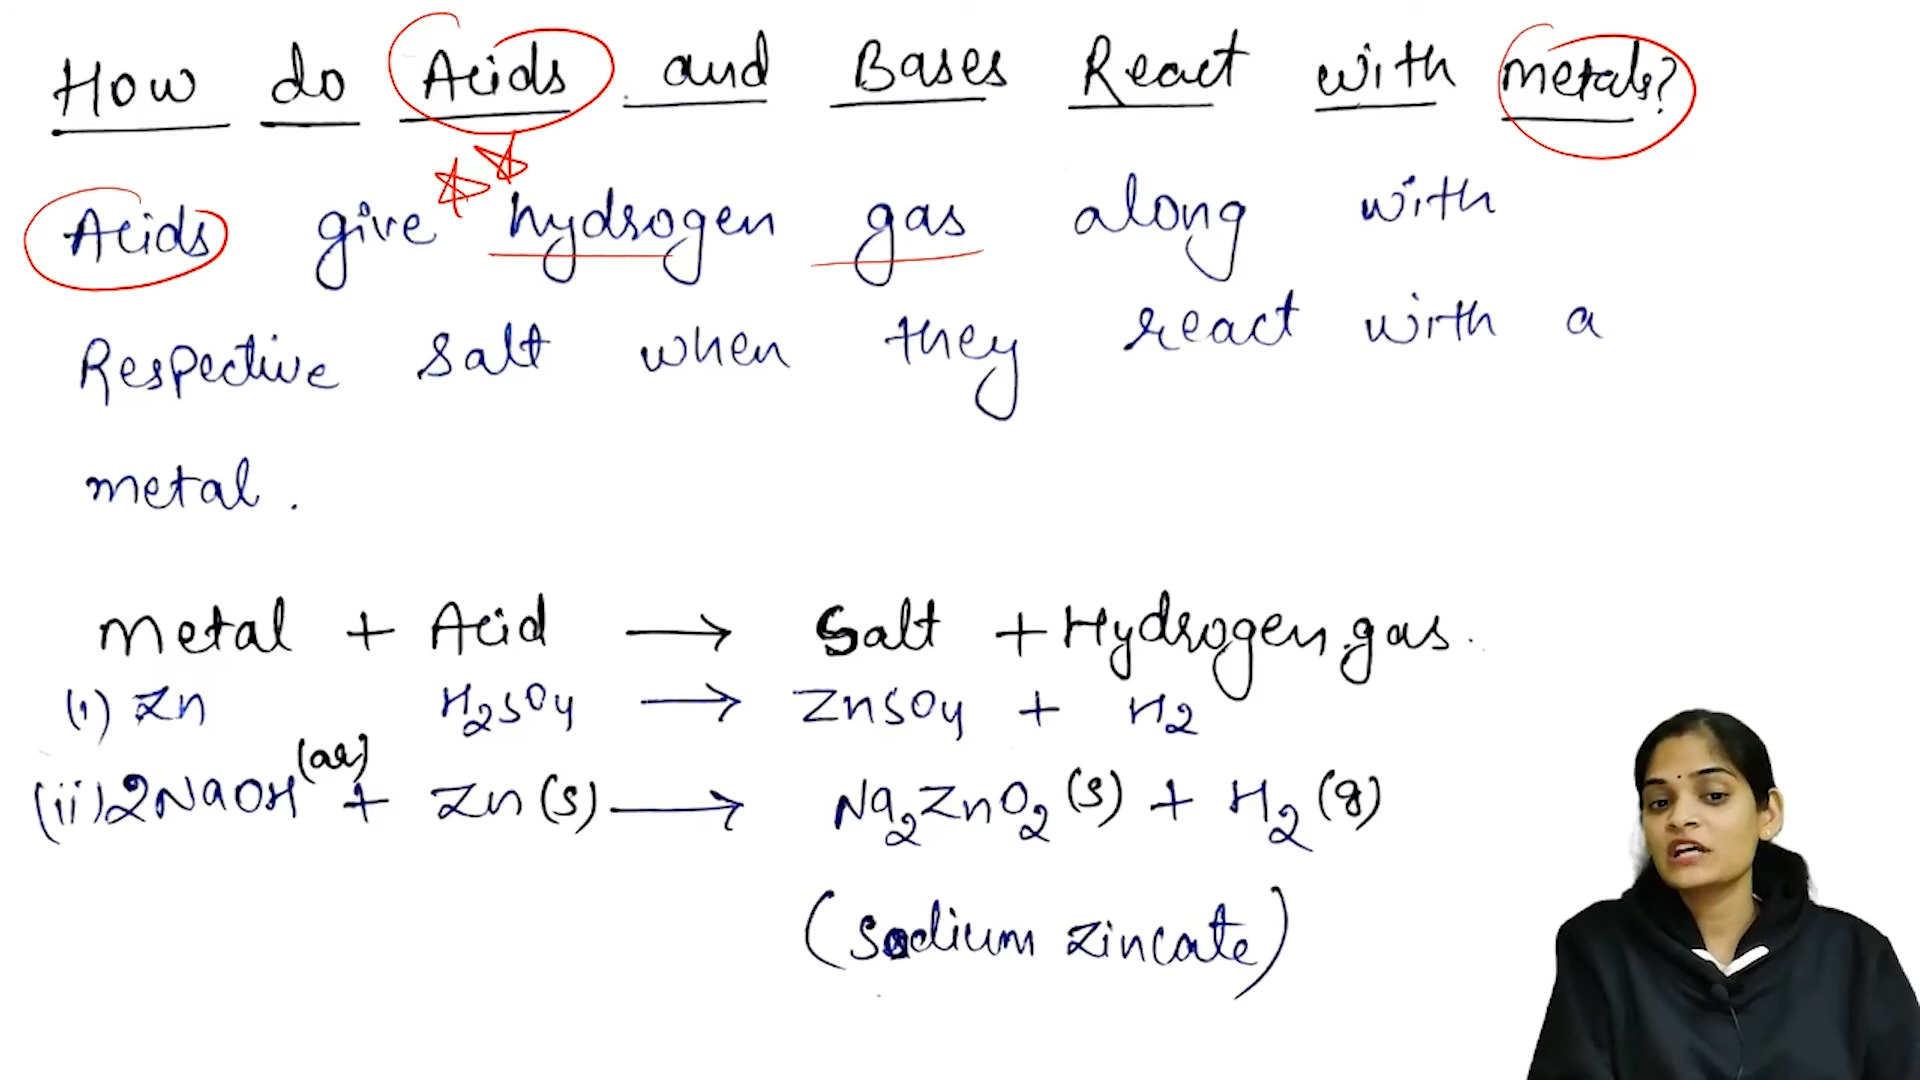 How do Acids and Bases React with metals?
Acids give hydrogen gas along with
Respective salt when they react with a
metal.
Metal + Acid → Salt + Hydrogen gas.
(i) Zn H₂SO₄ → ZnSO₄ + H₂
(ii) 2NaOH (aq) + Zn (s) → Na₂ZnO₂ (s) + H₂ (g)
(sodium zincate)